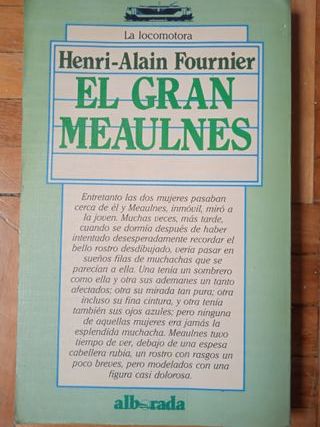 La locomotora
Henri-Alain Fournier
EL GRAN
MEAULNES
Entretanto las dos mujeres pasaban
cerca de él y Meaulnes, inmóvil, miró a
la joven. Muchas veces, más tarde,
cuando se dormía después de haber
intentado desesperadamente recordar el
bello rostro desdibujado, vería pasar en
sueños filas de muchachas que se
parecían a ella. Una tenía un sombrero
como ella y otra sus ademanes un tanto
afectados; otra su mirada tan pura; otra
incluso su fina cintura, y otra tenía
también sus ojos azules; pero ninguna
de aquellas mujeres era jamás la
esplendida muchacha. Meaulnes tuvo
tiempo de ver, debajo de una espesa
cabellera rubia, un rostro con rasgos un
poco breves, pero modelados con una
figura casi dolorosa.
alborada